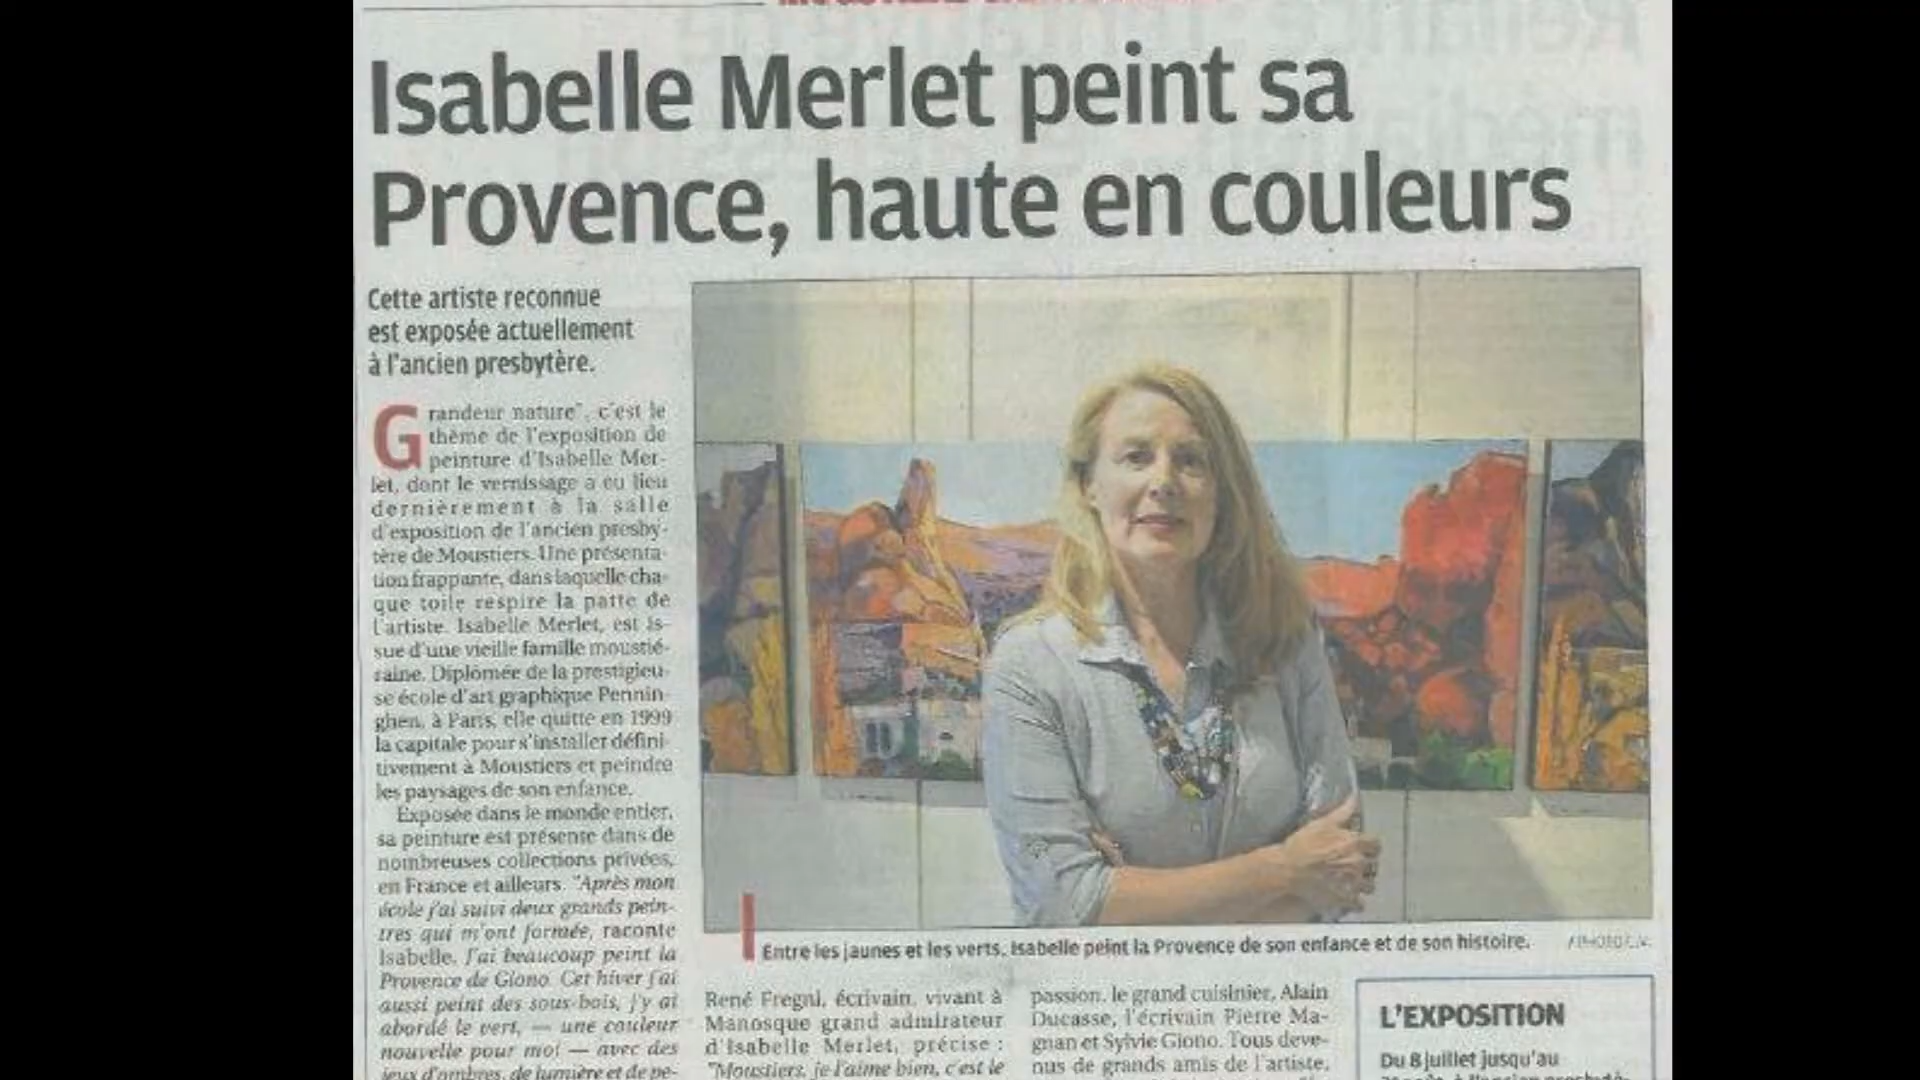 Isabelle Merlet peint sa
Provence, haute en couleurs
Cette artiste reconnue
est exposée actuellement
à l'ancien presbytère.
Grandeur nature", c'est le
thème de l'exposition de
peinture d'Isabelle Mer-
let, dont le vernissage a eu lieu
dernièrement à la salle
d'exposition de l'ancien presby-
tère de Moustiers. Une présenta-
tion frappante, dans laquelle cha-
que toile respire la patte de
l'artiste. Isabelle Merlet, est is-
sue d'une vieille famille moustié-
raine. Diplômée de la prestigieu-
se école d'art graphique Pennin-
ghen, à Paris, elle quitte en 1999
la capitale pour s'installer défini-
tivement à Moustiers et peindre
les paysages de son enfance.
Exposée dans le monde entier,
sa peinture est présente dans de
nombreuses collections privées,
en France et ailleurs. "Après mon
école j'ai suivi deux grands pein-
tres qui m'ont formée, raconte
Isabelle. J'ai beaucoup peint la
Provence de Giono. Cet hiver j'ai
aussi peint des sous-bois, j'y ai
abordé le vert, — une couleur
nouvelle pour moi — avec des
jeux d'ombres, de lumière et de pe-
Entre les jaunes et les verts, Isabelle peint la Provence de son enfance et de son histoire.
René Fregni, écrivain, vivant à
Manosque grand admirateur
d'Isabelle Merlet, précise :
"Moustiers, je l'aime bien, c'est le
passion, le grand cuisinier, Alain
Ducasse, l'écrivain Pierre Ma-
gnan et Sylvie Giono. Tous deve-
nus de grands amis de l'artiste,
L'EXPOSITION
Du 8 juillet jusqu'au
à l'ancien presbytè-